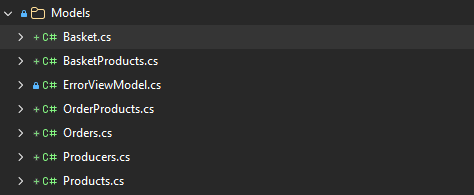 Models
+ C# Basket.cs
+ C# BasketProducts.cs
C# ErrorViewModel.cs
+ C# OrderProducts.cs
+ C# Orders.cs
+ C# Producers.cs
+ C# Products.cs